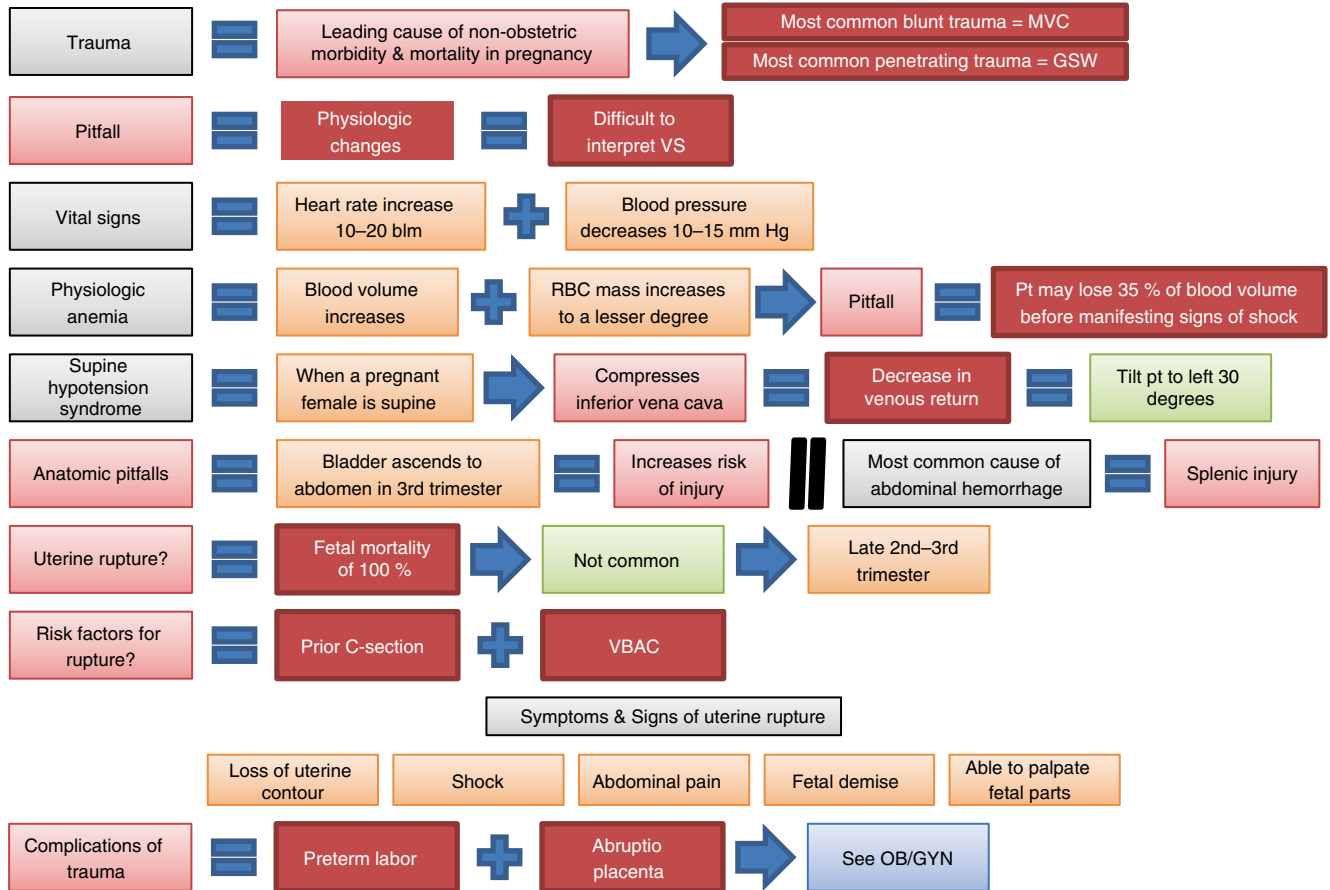 Trauma
Leading cause of non-obstetric
morbidity & mortality in pregnancy
Most common blunt trauma = MVC
Most common penetrating trauma = GSW
Pitfall
Physiologic
changes
Difficult to
interpret VS
Vital signs
Heart rate increase
10–20 blm
Blood pressure
decreases 10–15 mm Hg
Physiologic
anemia
Blood volume
increases
RBC mass increases
to a lesser degree
Pitfall
Pt may lose 35 % of blood volume
before manifesting signs of shock
Supine
hypotension
syndrome
When a pregnant
female is supine
Compresses
inferior vena cava
Decrease in
venous return
Tilt pt to left 30
degrees
Anatomic pitfalls
Bladder ascends to
abdomen in 3rd trimester
Increases risk
of injury
Most common cause of
abdominal hemorrhage
Splenic injury
Uterine rupture?
Fetal mortality
of 100 %
Not common
Late 2nd–3rd
trimester
Risk factors for
rupture?
Prior C-section
VBAC
Symptoms & Signs of uterine rupture
Loss of uterine
contour
Shock
Abdominal pain
Fetal demise
Able to palpate
fetal parts
Complications of
trauma
Preterm labor
Abruptio
placenta
See OB/GYN